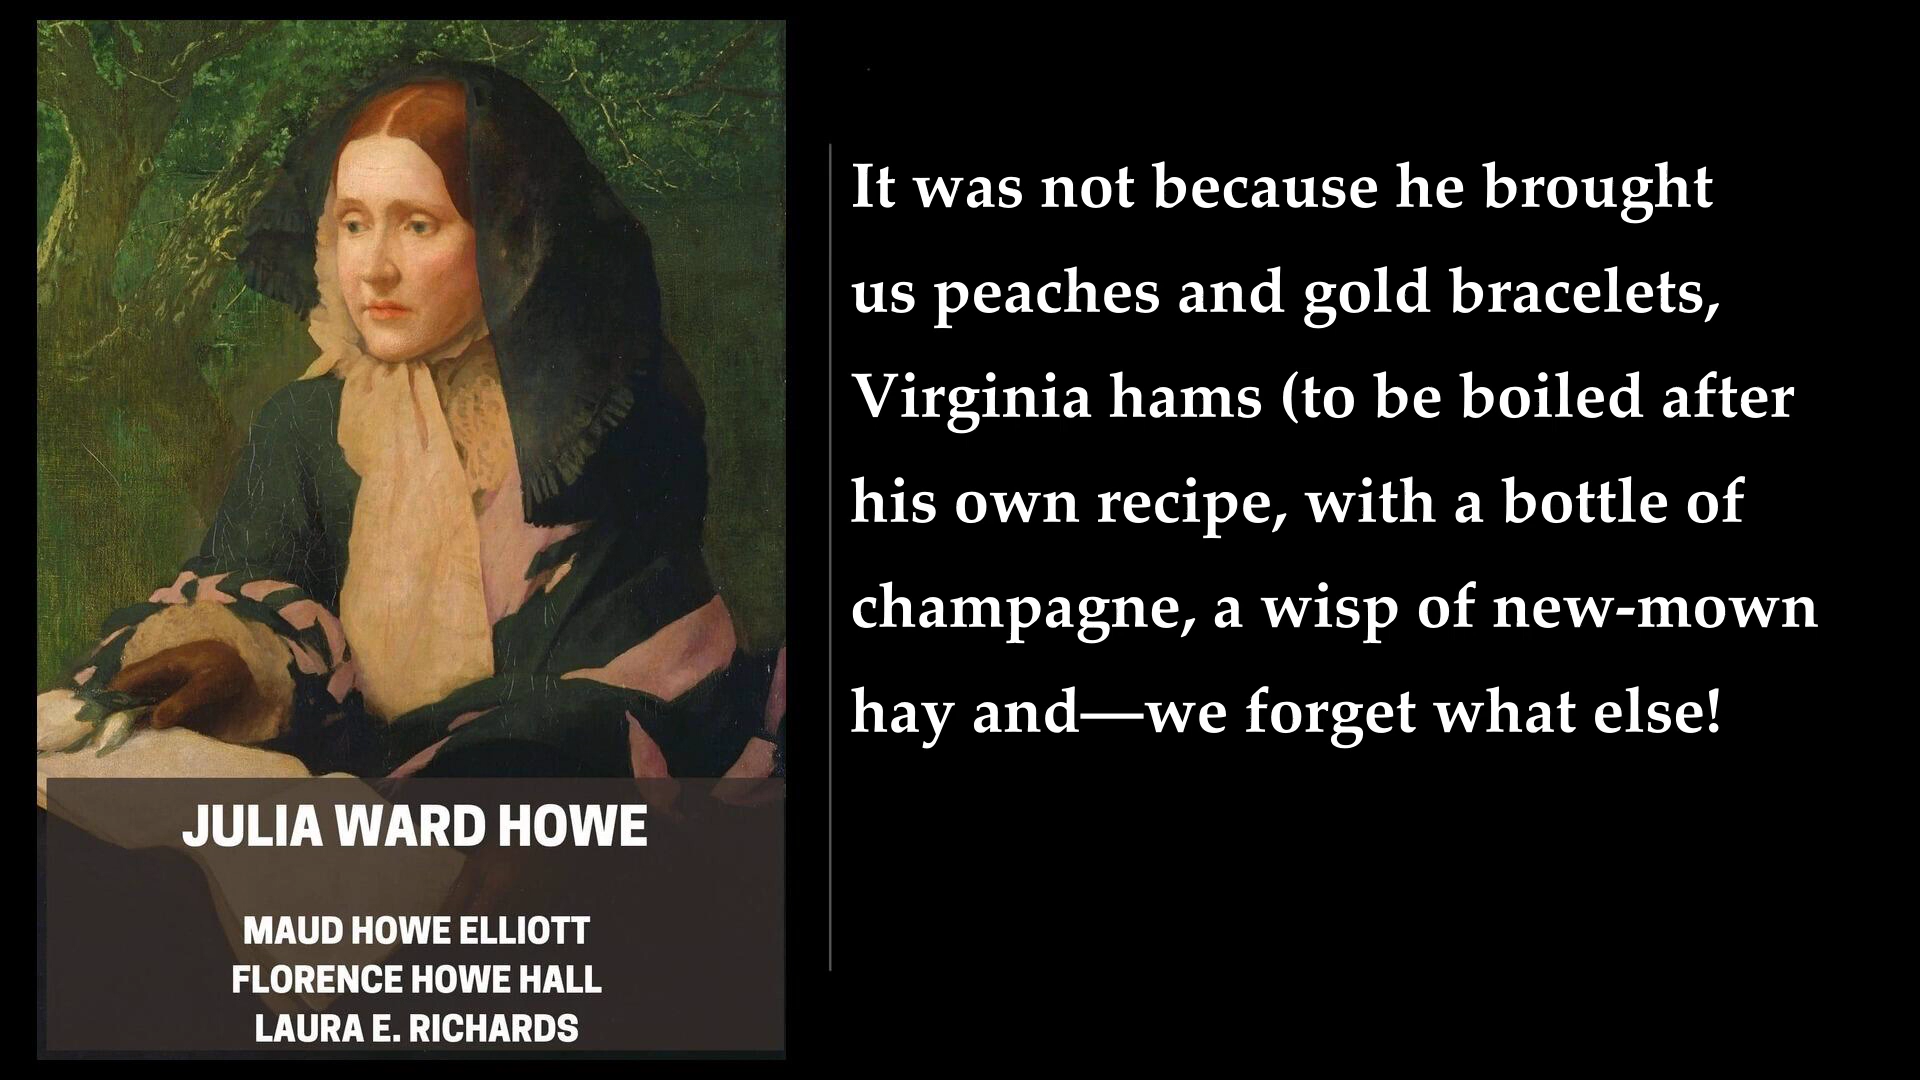 JULIA WARD HOWE
MAUD HOWE ELLIOTT
FLORENCE HOWE HALL
LAURA E. RICHARDS
It was not because he brought
us peaches and gold bracelets,
Virginia hams (to be boiled after
his own recipe, with a bottle of
champagne, a wisp of new-mown
hay and—we forget what else!